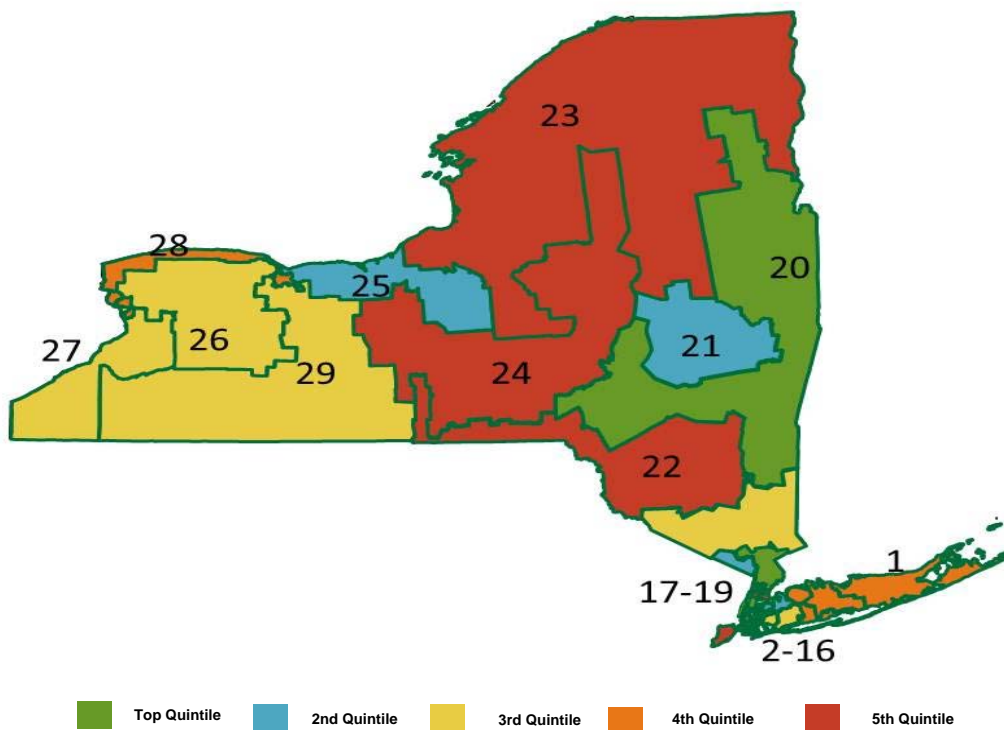 23
28
20
25
27
26
21
29
24
22
1
17-19
2-16
Top Quintile
2nd Quintile
3rd Quintile
4th Quintile
5th Quintile